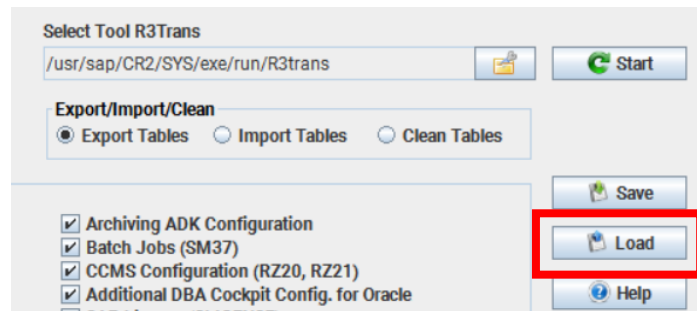 Select Tool R3Trans
/usr/sap/CR2/SYS/exe/run/R3trans
Start
Export/Import/Clean
Export Tables Import Tables Clean Tables
Save
Archiving ADK Configuration
Batch Jobs (SM37)
Load
CCMS Configuration (RZ20, RZ21)
Additional DBA Cockpit Config. for Oracle
Help